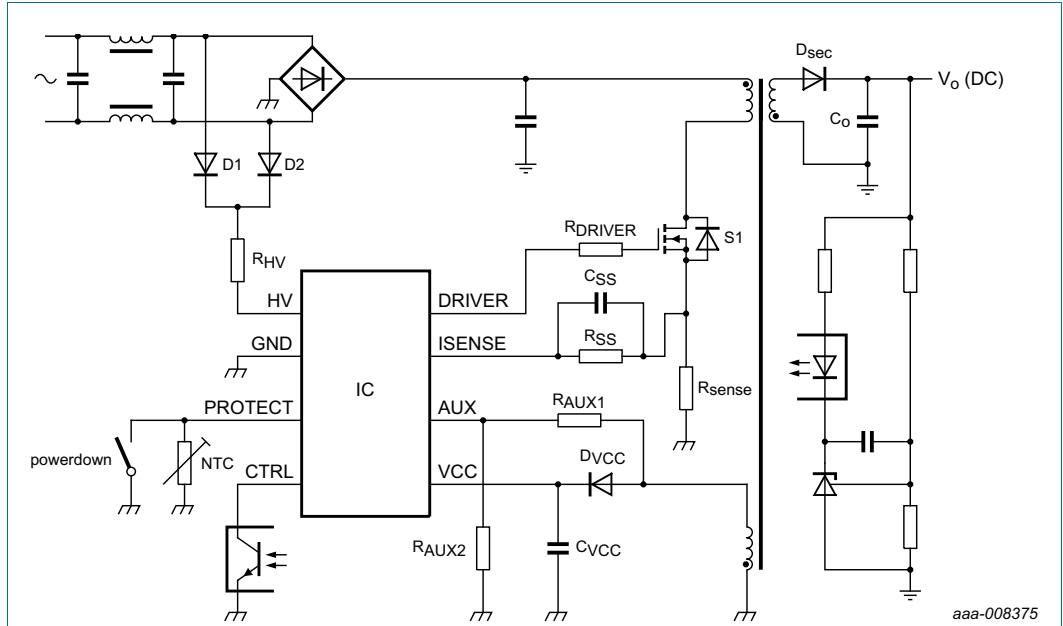 Dsec
Vo (DC)
Co
D1
D2
RDRIVER
S1
RHV
CSS
HV
DRIVER
RSS
GND
ISENSE
IC
Rsense
PROTECT
AUX
RAUX1
powerdown
NTC
DVCC
CTRL
VCC
RAUX2
CVCC
aaa-008375